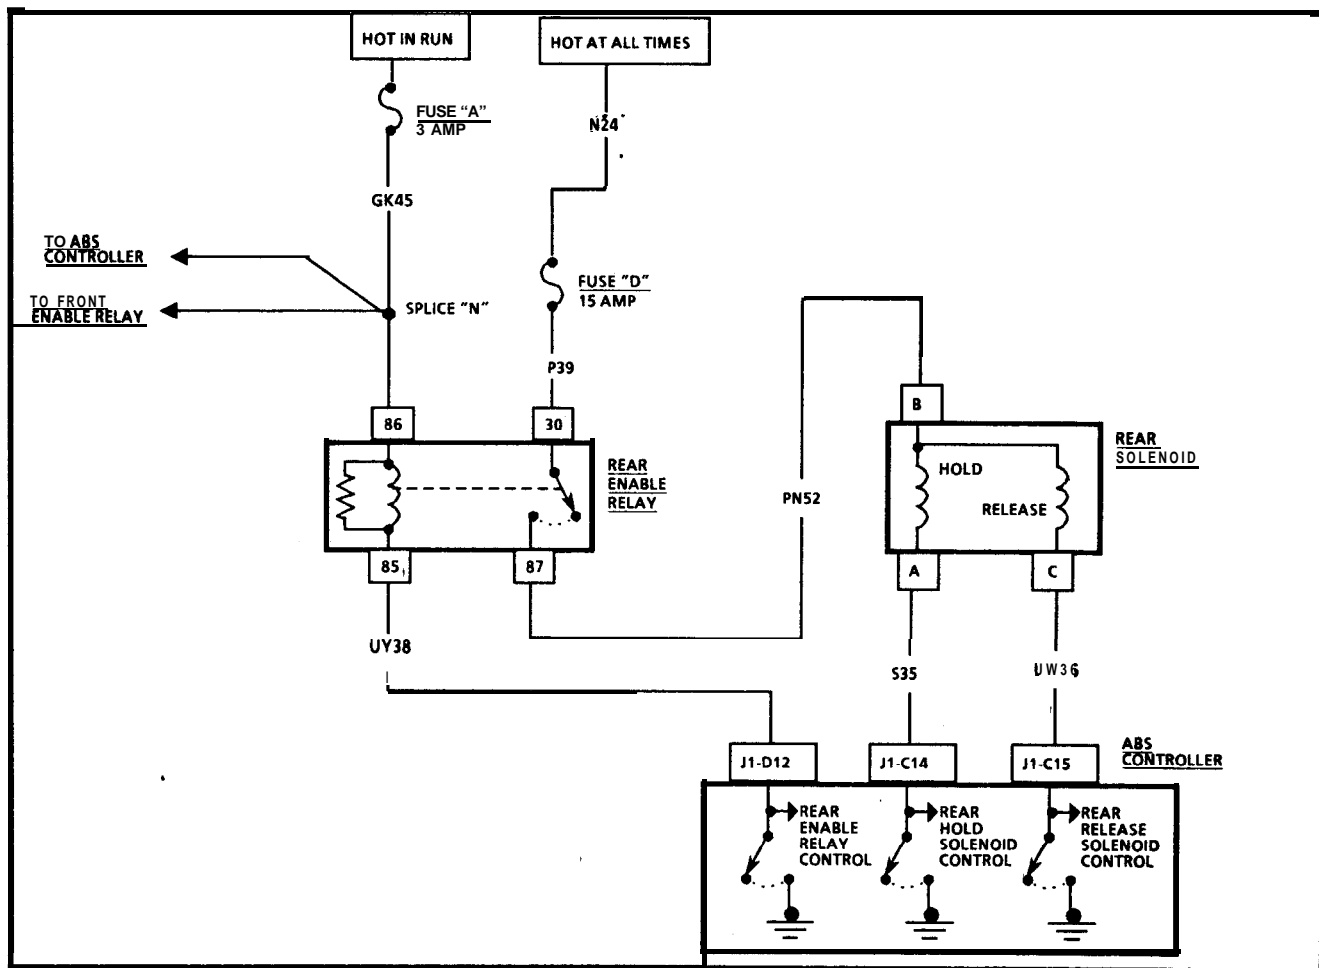 HOT IN RUN
HOT AT ALL TIMES
FUSE "A"
3 AMP
N24
GK45
TO ABS
CONTROLLER
TO FRONT
ENABLE RELAY
SPLICE "N"
FUSE "D"
15 AMP
P39
86
30
REAR
ENABLE
RELAY
85
87
UY38
PN52
B
HOLD
RELEASE
REAR
SOLENOID
A
C
S35
UW36
J1-D12
J1-C14
J1-C15
ABS
CONTROLLER
REAR
ENABLE
RELAY
CONTROL
REAR
HOLD
SOLENOID
CONTROL
REAR
RELEASE
SOLENOID
CONTROL